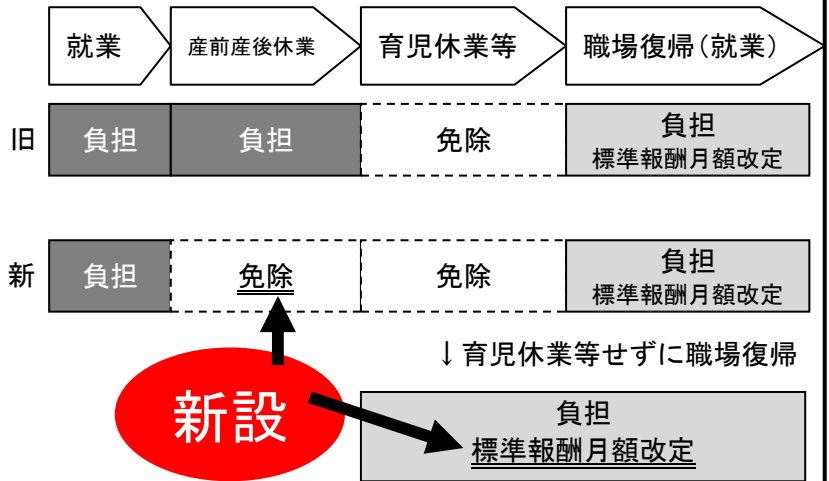 就業
産前産後休業
育児休業等
職場復帰(就業)
旧
負担
負担
免除
負担
標準報酬月額改定
新
負担
免除
免除
負担
標準報酬月額改定
↓育児休業等せずに職場復帰
新設
負担
標準報酬月額改定